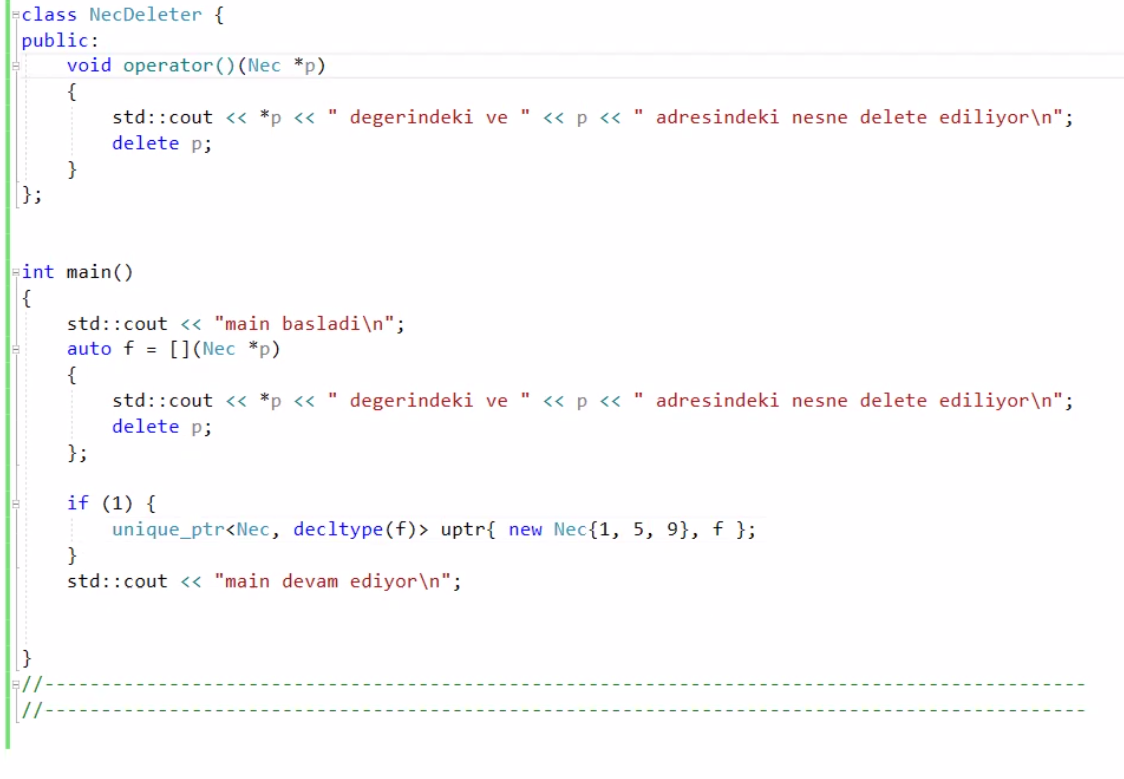 class NecDeleter {
public:
    void operator()(Nec *p)
    {
        std::cout << *p << " degerindeki ve " << p << " adresindeki nesne delete ediliyor\n";
        delete p;
    }
};
int main()
{
    std::cout << "main basladi\n";
    auto f = [](Nec *p)
    {
        std::cout << *p << " degerindeki ve " << p << " adresindeki nesne delete ediliyor\n";
        delete p;
    };
    if (1) {
        unique_ptr<Nec, decltype(f)> uptr{ new Nec{1, 5, 9}, f };
    }
    std::cout << "main devam ediyor\n";
}
//--------------------------------------------------------------------------------------------
//--------------------------------------------------------------------------------------------